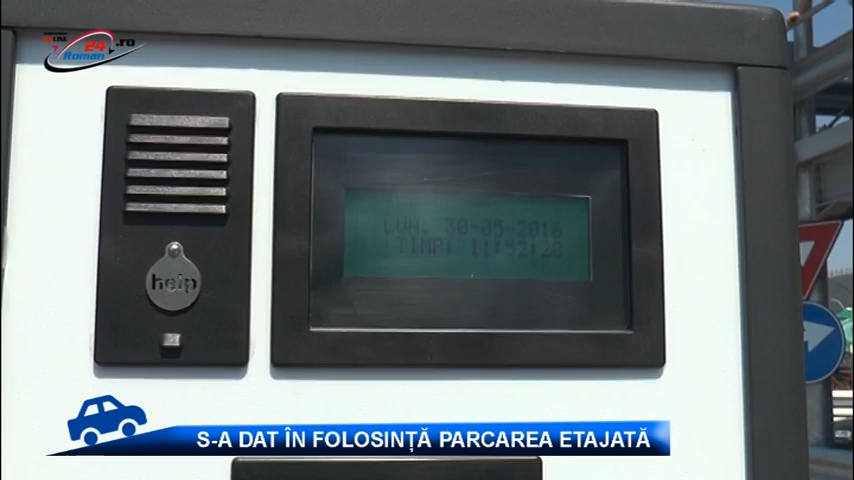 24.ro
Roman
LUN. 30-05-2016
TIMP: 11:52:28
help
S-A DAT ÎN FOLOSINȚĂ PARCAREA ETAJATĂ